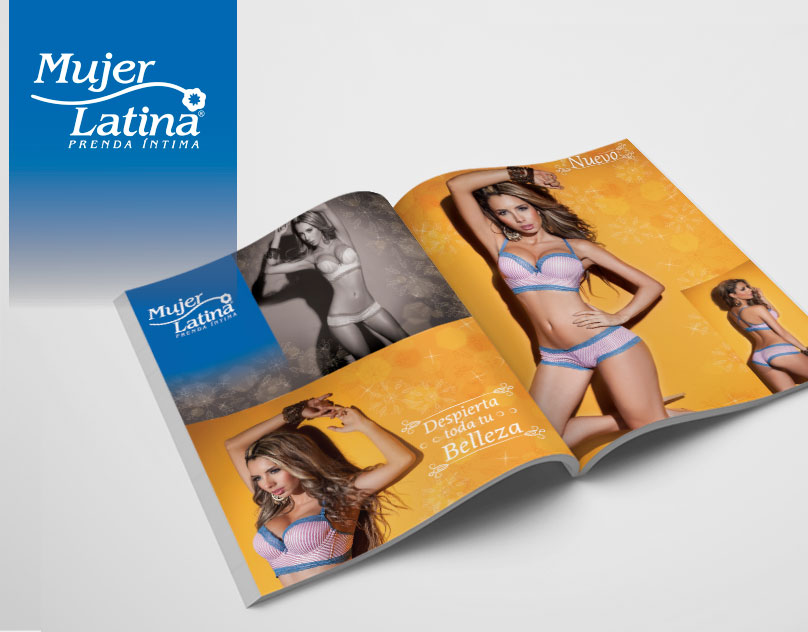 Mujer
Latina®
PRENDA ÍNTIMA
Mujer
Latina
PRENDA ÍNTIMA
Despierta
toda tu
Belleza
Nuevo